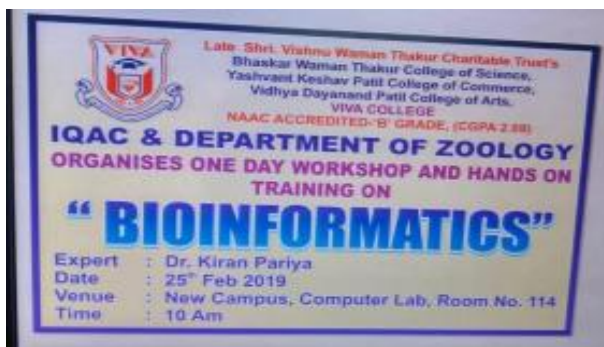 VIVA
Late. Shri. Vishnu Waman Thakur Charitable Trust's
Bhaskar Waman Thakur College of Science,
Yashvant Keshav Patil College of Commerce,
Vidhya Dayanand Patil College of Arts.
VIVA COLLEGE
NAAC ACCREDITED-'B' GRADE, (CGPA 2.69)
IQAC & DEPARTMENT OF ZOOLOGY
ORGANISES ONE DAY WORKSHOP AND HANDS ON
TRAINING ON
“ BIOINFORMATICS”
Expert : Dr. Kiran Pariya
Date : 25th Feb 2019
Venue : New Campus, Computer Lab, Room No. 114
Time : 10 Am